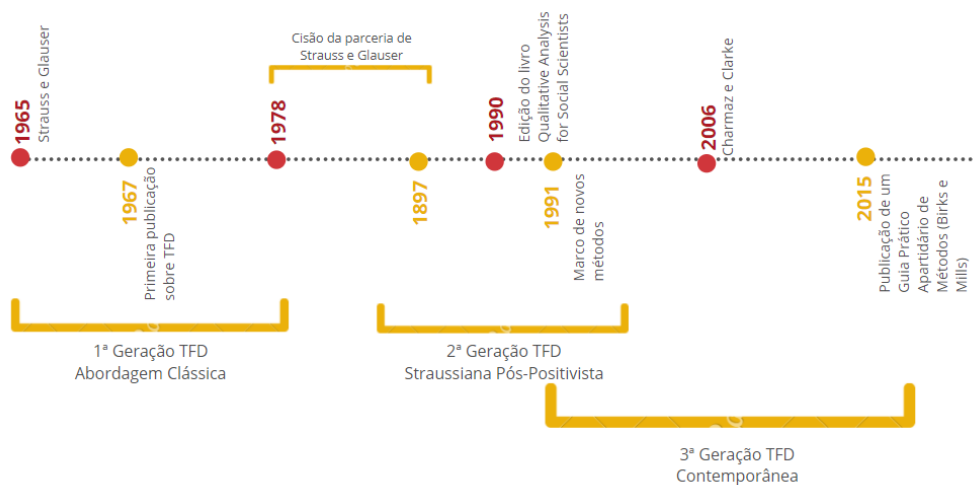 1965
Strauss e Glauser
1967
Primeira publicação
sobre TFD
Cisão da parceria de
Strauss e Glauser
1978
1897
1990
Edição do livro
Qualitative Analysis
for Social Scientists
1991
Marco de novos
métodos
2006
Charmaz e Clarke
2015
Publicação de um
Guia Prático
Apartidário de
Métodos (Birks e
Mills)
1ª Geração TFD
Abordagem Clássica
2ª Geração TFD
Straussiana Pós-Positivista
3ª Geração TFD
Contemporânea